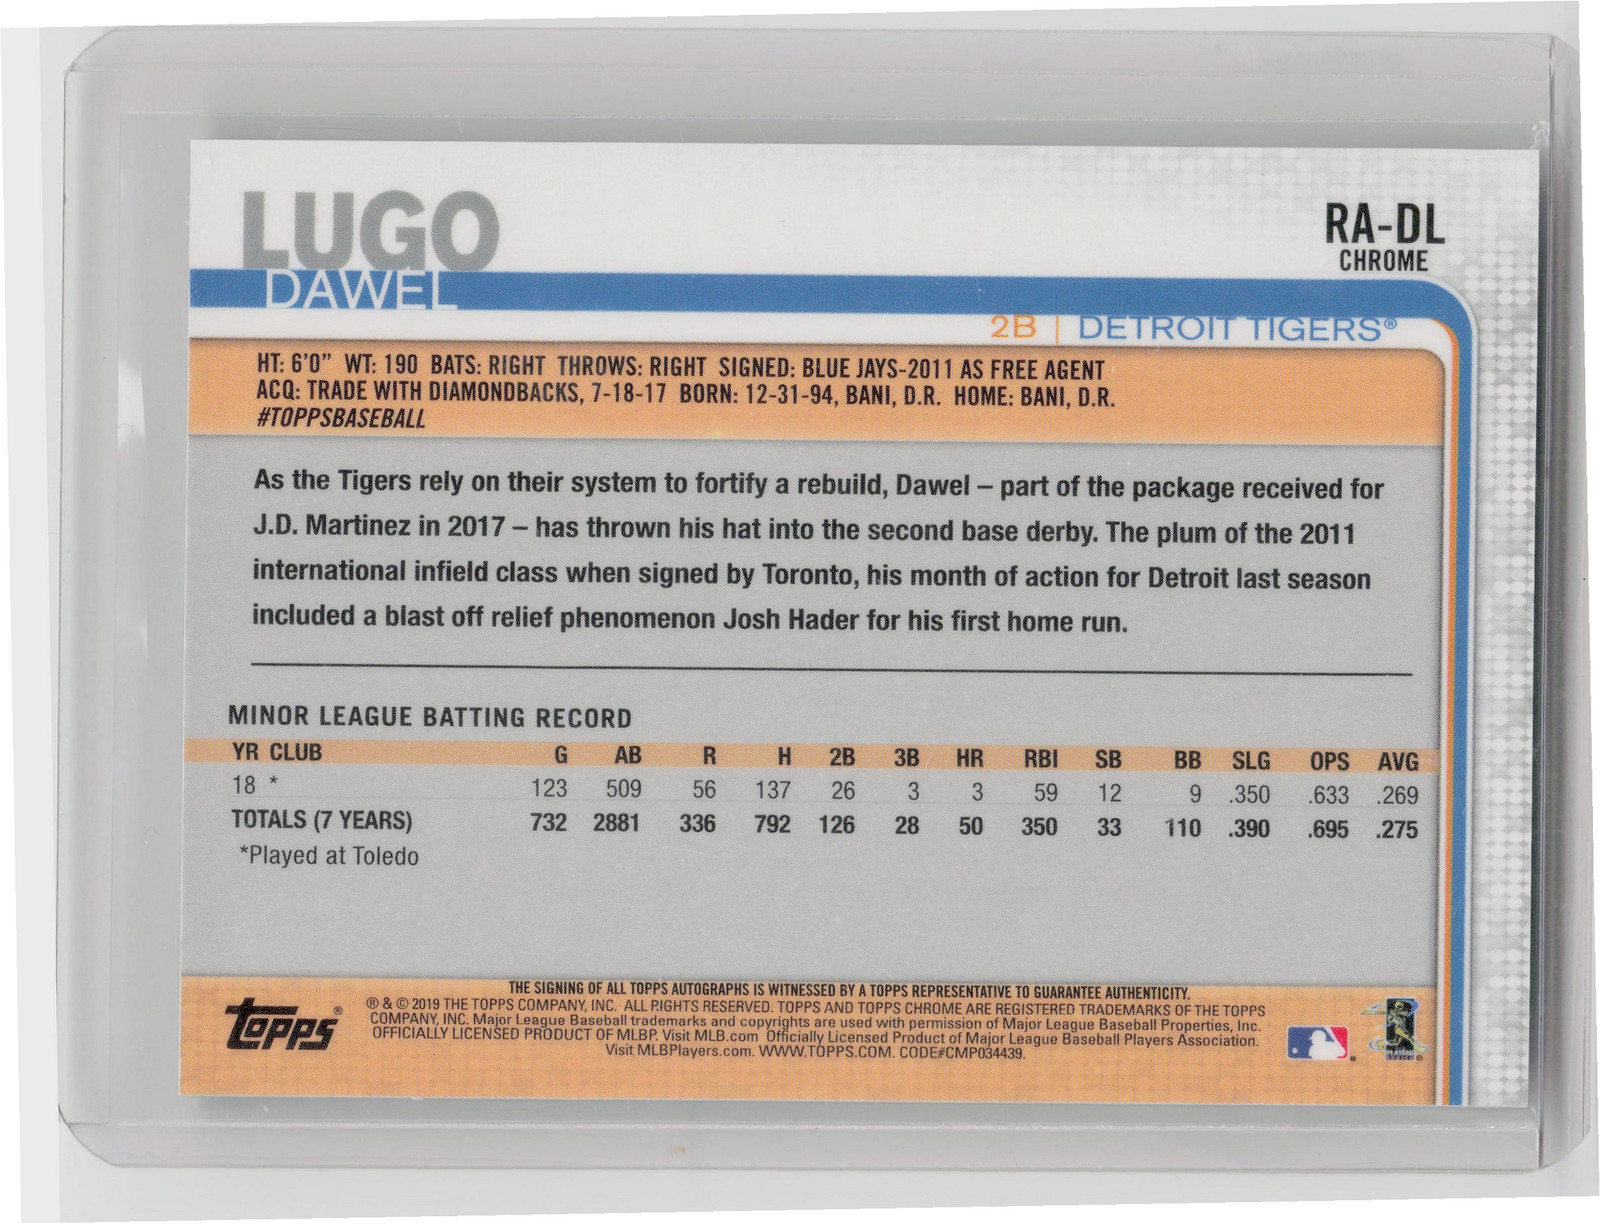 LUGO
DAWEL
RA-DL
CHROME
2B | DETROIT TIGERS®
HT: 6'0" WT: 190 BATS: RIGHT THROWS: RIGHT SIGNED: BLUE JAYS-2011 AS FREE AGENT
ACQ: TRADE WITH DIAMONDBACKS, 7-18-17 BORN: 12-31-94, BANI, D.R. HOME: BANI, D.R.
#TOPPSBASEBALL
As the Tigers rely on their system to fortify a rebuild, Dawel – part of the package received for
J.D. Martinez in 2017 – has thrown his hat into the second base derby. The plum of the 2011
international infield class when signed by Toronto, his month of action for Detroit last season
included a blast off relief phenomenon Josh Hader for his first home run.
MINOR LEAGUE BATTING RECORD
YR CLUB G AB R H 2B 3B HR RBI SB BB SLG OPS AVG
18 * 123 509 56 137 26 3 3 59 12 9 .350 .633 .269
TOTALS (7 YEARS) 732 2881 336 792 126 28 50 350 33 110 .390 .695 .275
*Played at Toledo
THE SIGNING OF ALL TOPPS AUTOGRAPHS IS WITNESSED BY A TOPPS REPRESENTATIVE TO GUARANTEE AUTHENTICITY.
® & © 2019 THE TOPPS COMPANY, INC. ALL RIGHTS RESERVED. TOPPS AND TOPPS CHROME ARE REGISTERED TRADEMARKS OF THE TOPPS
COMPANY, INC. Major League Baseball trademarks and copyrights are used with permission of Major League Baseball Properties, Inc.
OFFICIALLY LICENSED PRODUCT OF MLBP. Visit MLB.com Officially Licensed Product of Major League Baseball Players Association.
Visit MLBPlayers.com. WWW.TOPPS.COM. CODE#CMP034439.
topps®